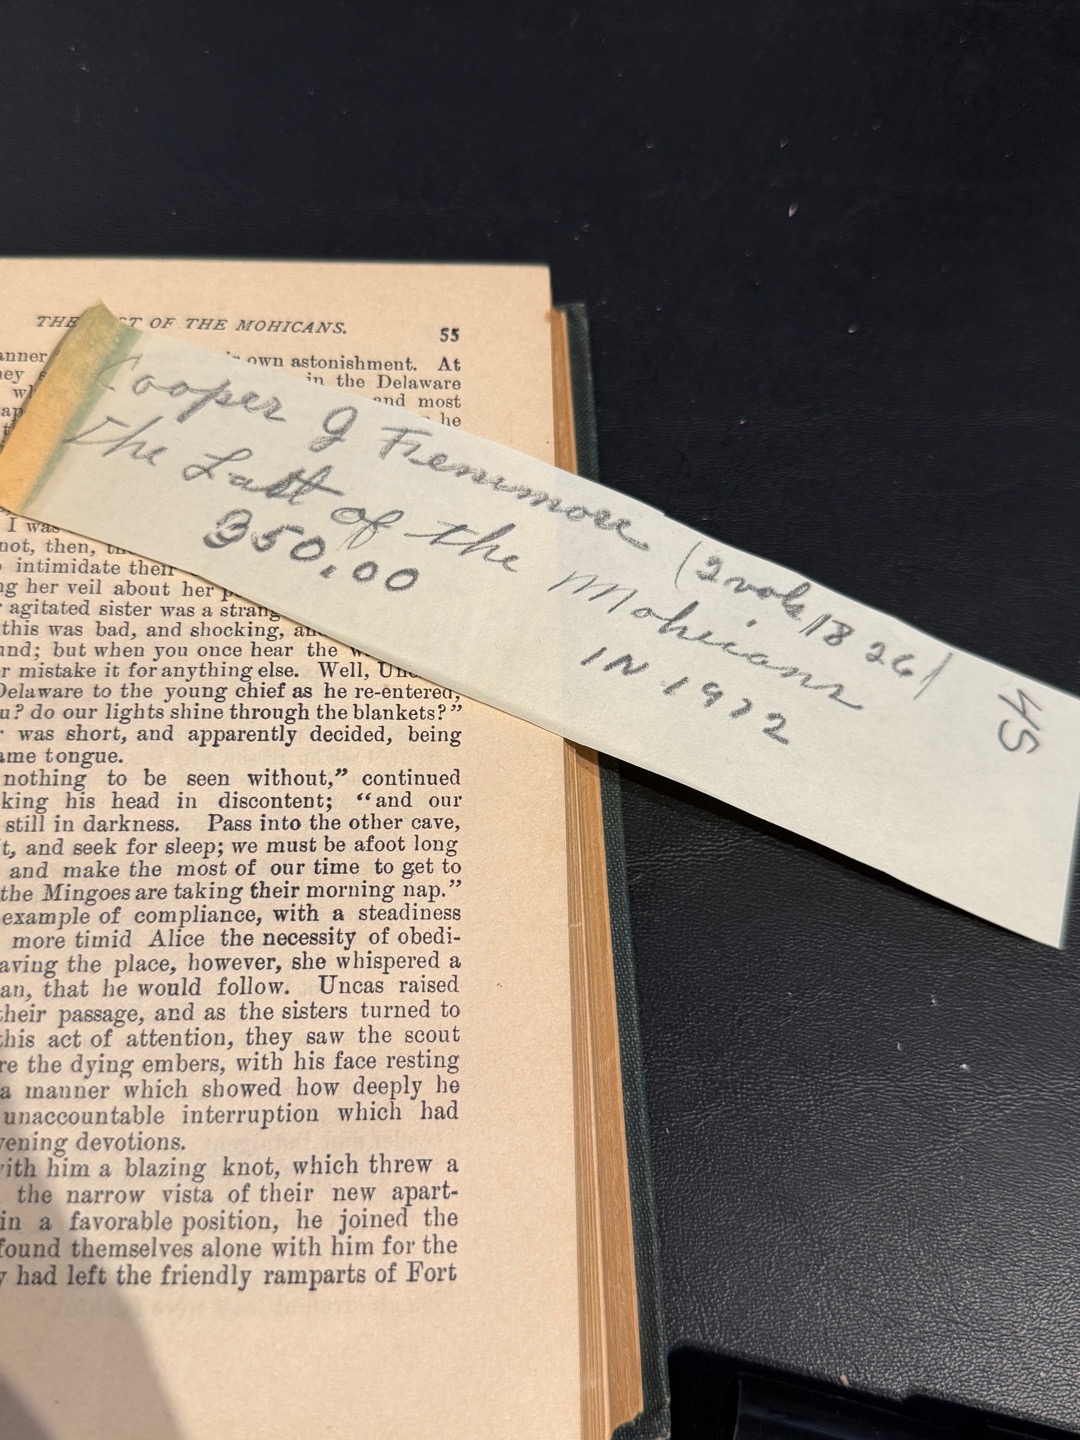 THE ST OF THE MOHICANS. 55
anner own astonishment. At
in the Delaware
and most
he
Cooper J Fenimore (2 vols 1826)
The Last of the Mohicans
350.00 IN 1972
45
I was
not, then,
intimidate their
ng her veil about her
agitated sister was a strang
this was bad, and shocking, an
und; but when you once hear the
r mistake it for anything else. Well, Un
Delaware to the young chief as he re-entered,
u? do our lights shine through the blankets?”
was short, and apparently decided, being
ame tongue.
nothing to be seen without,” continued
king his head in discontent; “and our
still in darkness. Pass into the other cave,
t, and seek for sleep; we must be afoot long
and make the most of our time to get to
the Mingoes are taking their morning nap.”
example of compliance, with a steadiness
more timid Alice the necessity of obedi-
aving the place, however, she whispered a
an, that he would follow. Uncas raised
their passage, and as the sisters turned to
this act of attention, they saw the scout
re the dying embers, with his face resting
a manner which showed how deeply he
unaccountable interruption which had
vening devotions.
with him a blazing knot, which threw a
the narrow vista of their new apart-
in a favorable position, he joined the
found themselves alone with him for the
y had left the friendly ramparts of Fort